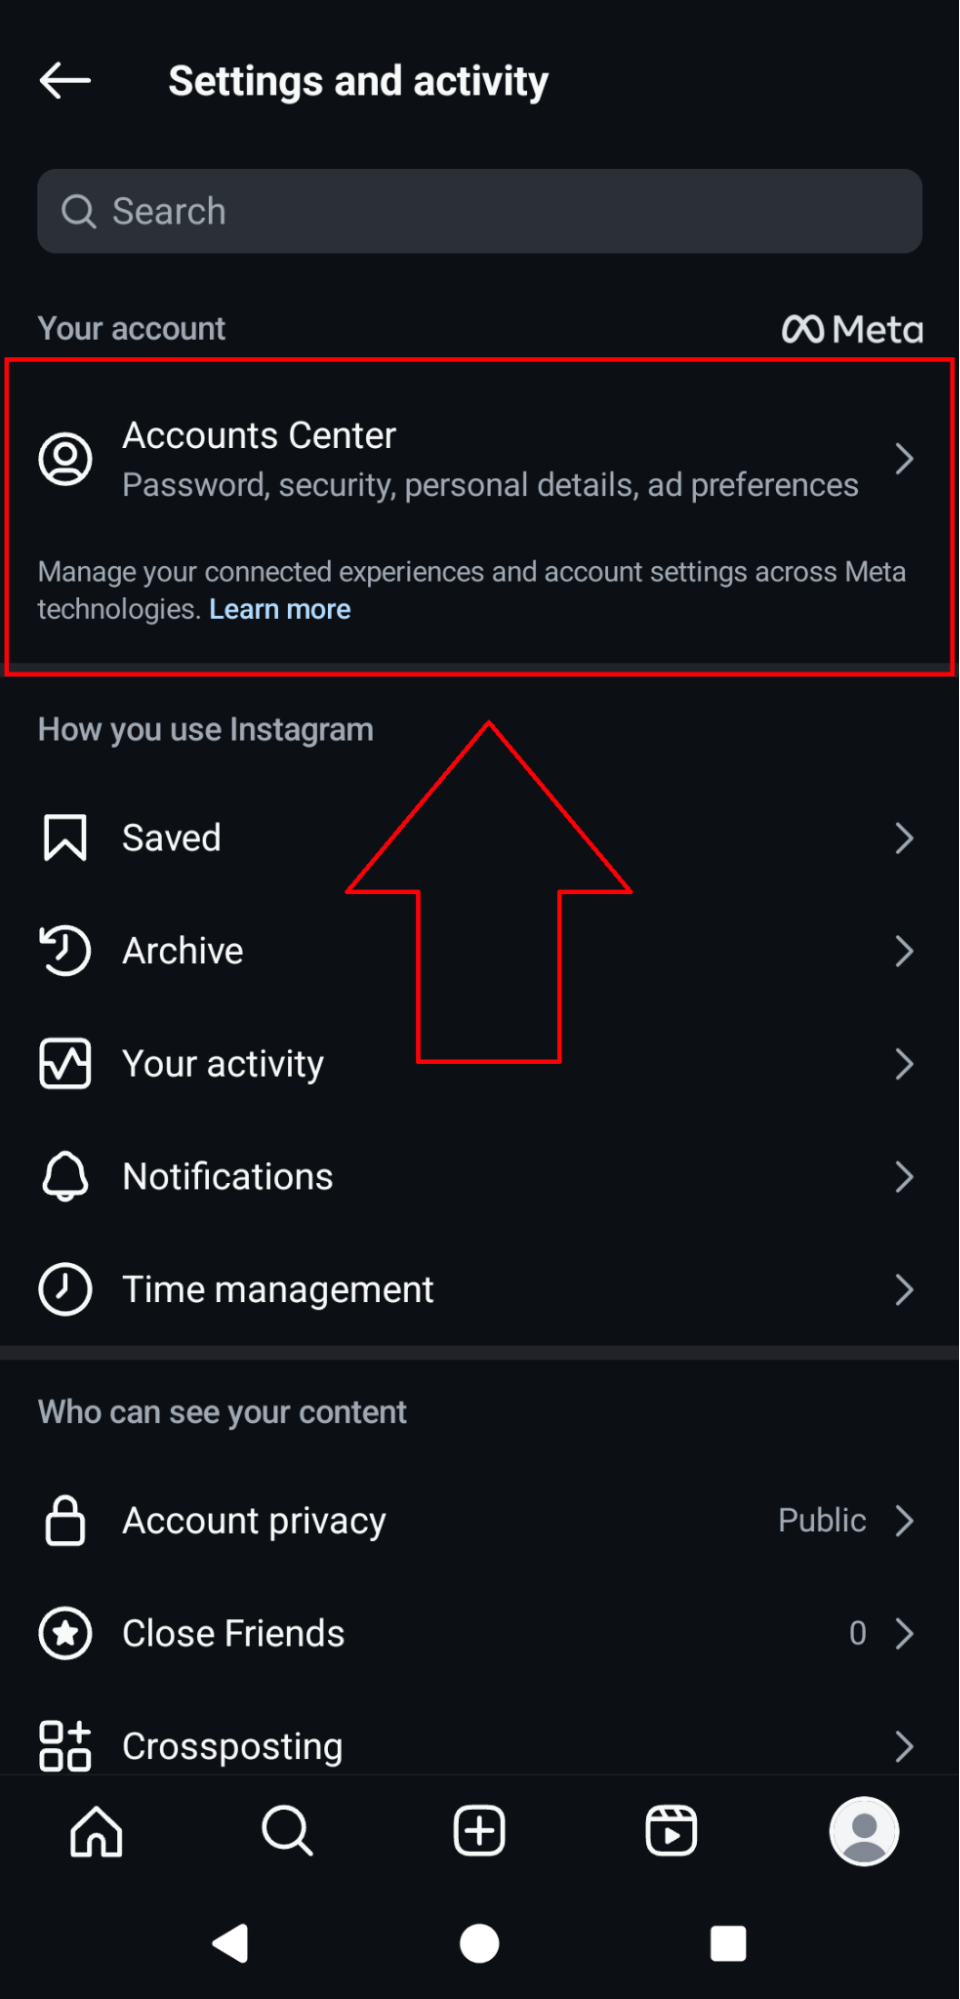 Settings and activity
Search
Your account
Meta
Accounts Center
Password, security, personal details, ad preferences
Manage your connected experiences and account settings across Meta
technologies. Learn more
How you use Instagram
Saved
Archive
Your activity
Notifications
Time management
Who can see your content
Account privacy
Public
Close Friends
0
Crossposting